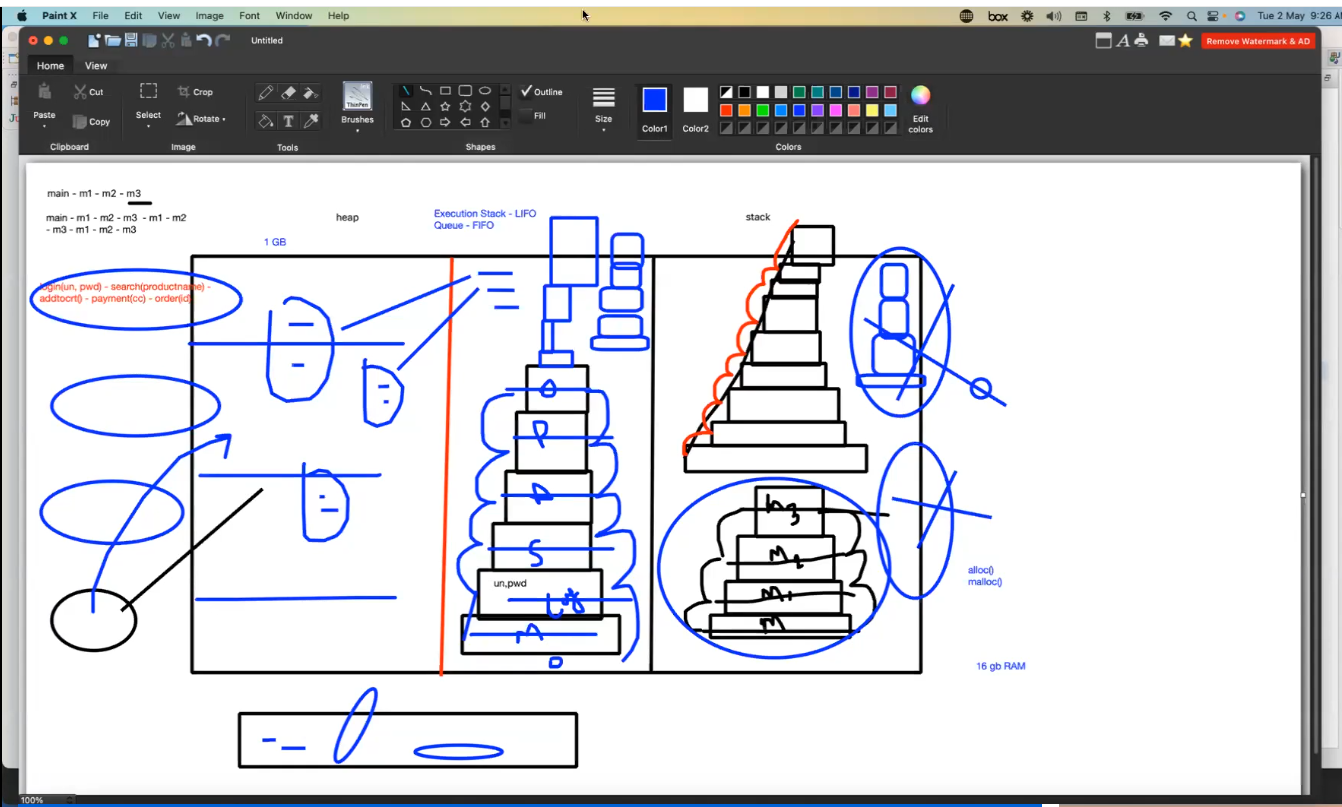 Paint X File Edit View Image Font Window Help
box Tue 2 May 9:26
Untitled
Remove Watermark & AD
Home View
Paste Cut Copy
Clipboard
Select Crop Rotate
Image
Tools
ThinPen
Brushes
Outline
Fill
Shapes
Size
Color1
Color2
Edit colors
Colors
main - m1 - m2 - m3
main - m1 - m2 - m3 - m1 - m2
- m3 - m1 - m2 - m3
heap
Execution Stack - LIFO
Queue - FIFO
stack
1 GB
login(un, pwd) - search(productname) -
addtocrt() - payment(cc) - order(id)
O
P
A
S
un,pwd
M
m3
M2
M1
M
alloc()
malloc()
16 gb RAM
100%